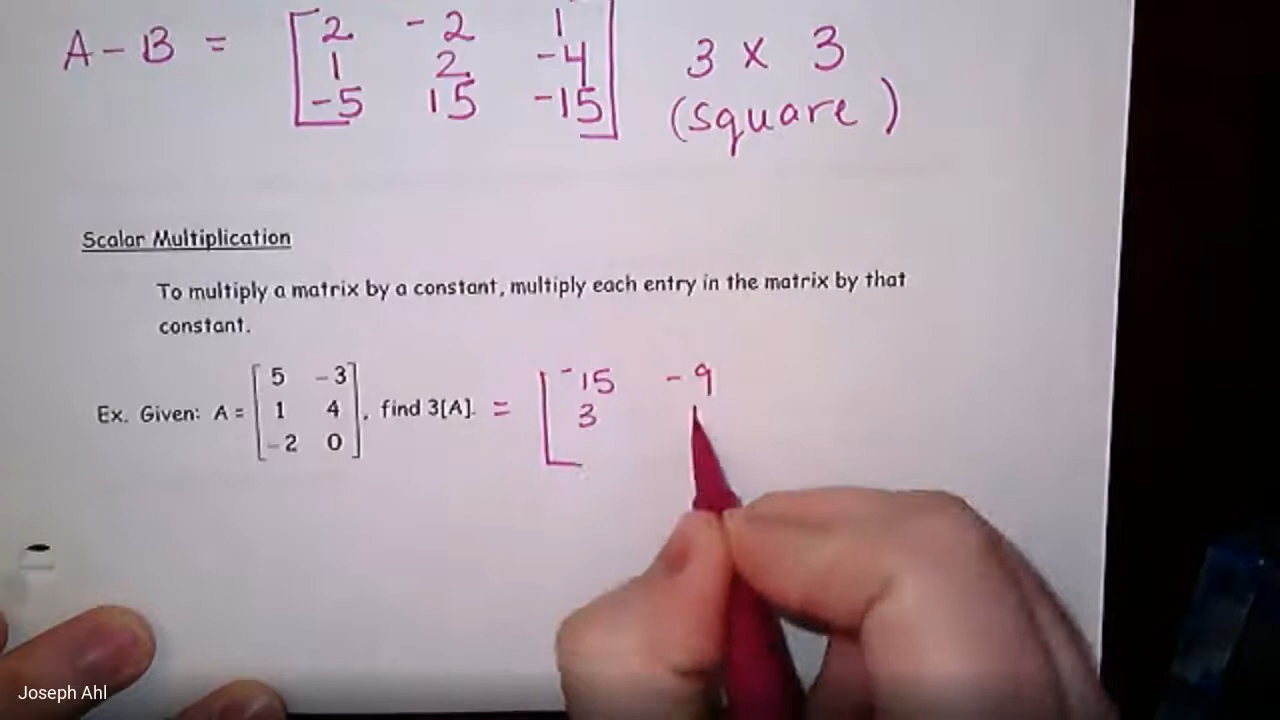 A - B = [ 2 - 2 1
1 2 - 4
- 5 15 - 15 ]
3 x 3
(square)
Scalar Multiplication
To multiply a matrix by a constant, multiply each entry in the matrix by that
constant.
Ex. Given: A = [ 5 - 3
1 4
- 2 0 ], find 3[A]. = [ 15 - 9
3
Joseph Ahl